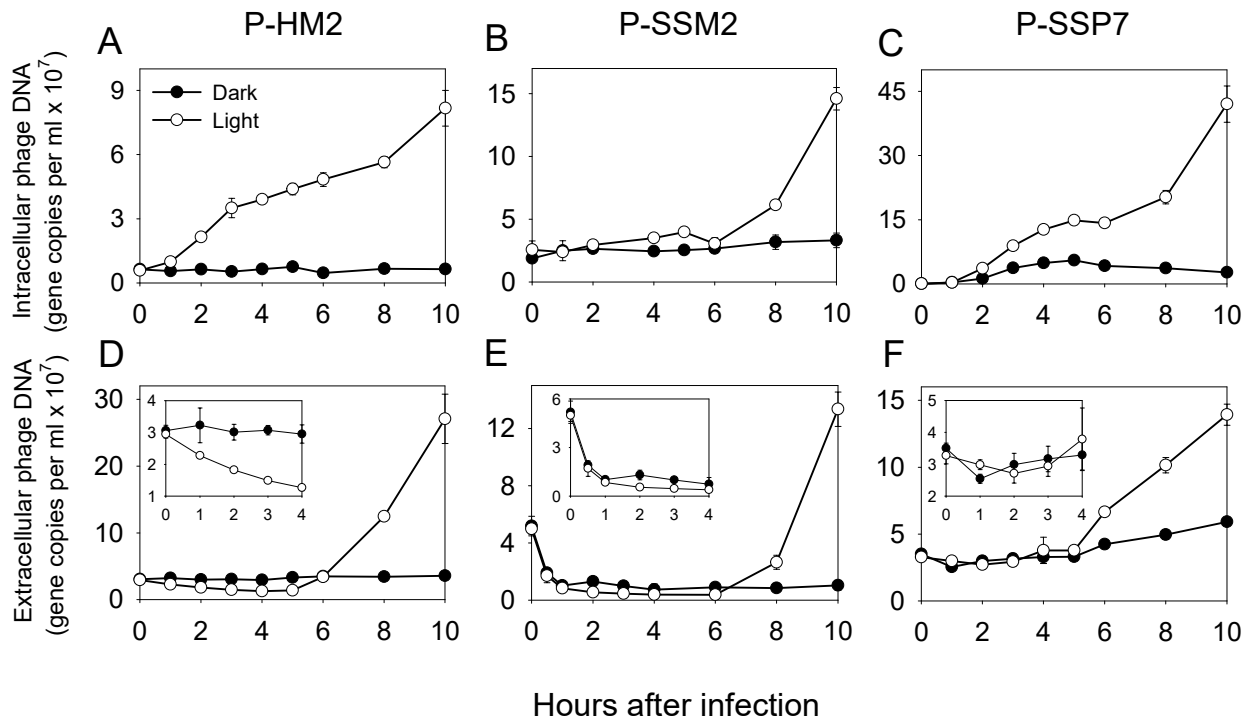 P-HM2
P-SSM2
P-SSP7
Intracellular phage DNA
(gene copies per ml x 10⁷)
A
9
6
3
0
Dark
Light
0 2 4 6 8 10
B
15
10
5
0
0 2 4 6 8 10
C
45
30
15
0
0 2 4 6 8 10
Extracellular phage DNA
(gene copies per ml x 10⁷)
D
30
20
10
0
4
3
2
1
0 1 2 3 4
0 2 4 6 8 10
E
12
8
4
0
6
3
0
0 1 2 3 4
0 2 4 6 8 10
F
15
10
5
0
5
4
3
2
0 1 2 3 4
0 2 4 6 8 10
Hours after infection